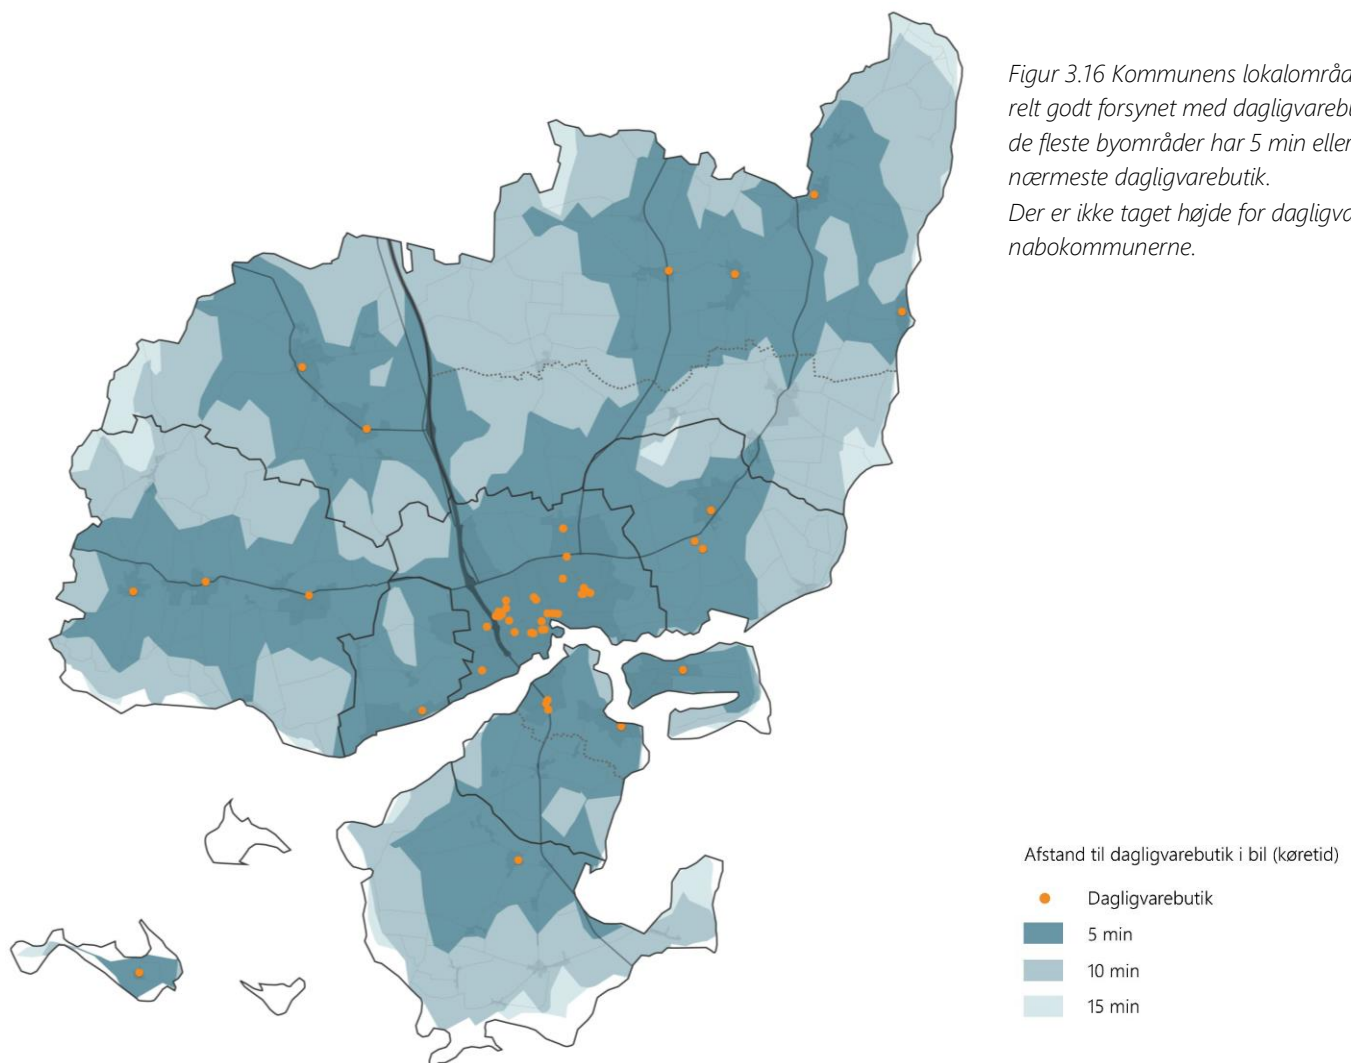 Figur 3.16 Kommunens lokalområd
relt godt forsynet med dagligvareb
de fleste byområder har 5 min eller
nærmeste dagligvarebutik.
Der er ikke taget højde for dagligva
nabokommunerne.
Afstand til dagligvarebutik i bil (køretid)
Dagligvarebutik
5 min
10 min
15 min